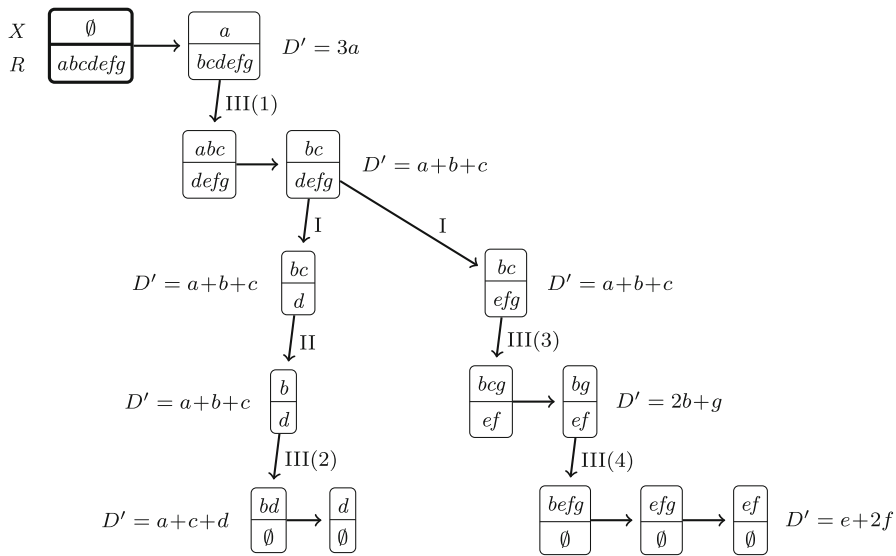 X ∅ a D′ = 3a
R abcdefg bcdefg
III(1)
abc bc D′ = a+b+c
defg defg
I I
D′ = a+b+c bc bc D′ = a+b+c
d efg
II III(3)
D′ = a+b+c b bcg bg D′ = 2b+g
d ef ef
III(2) III(4)
D′ = a+c+d bd d befg efg ef D′ = e+2f
∅ ∅ ∅ ∅ ∅